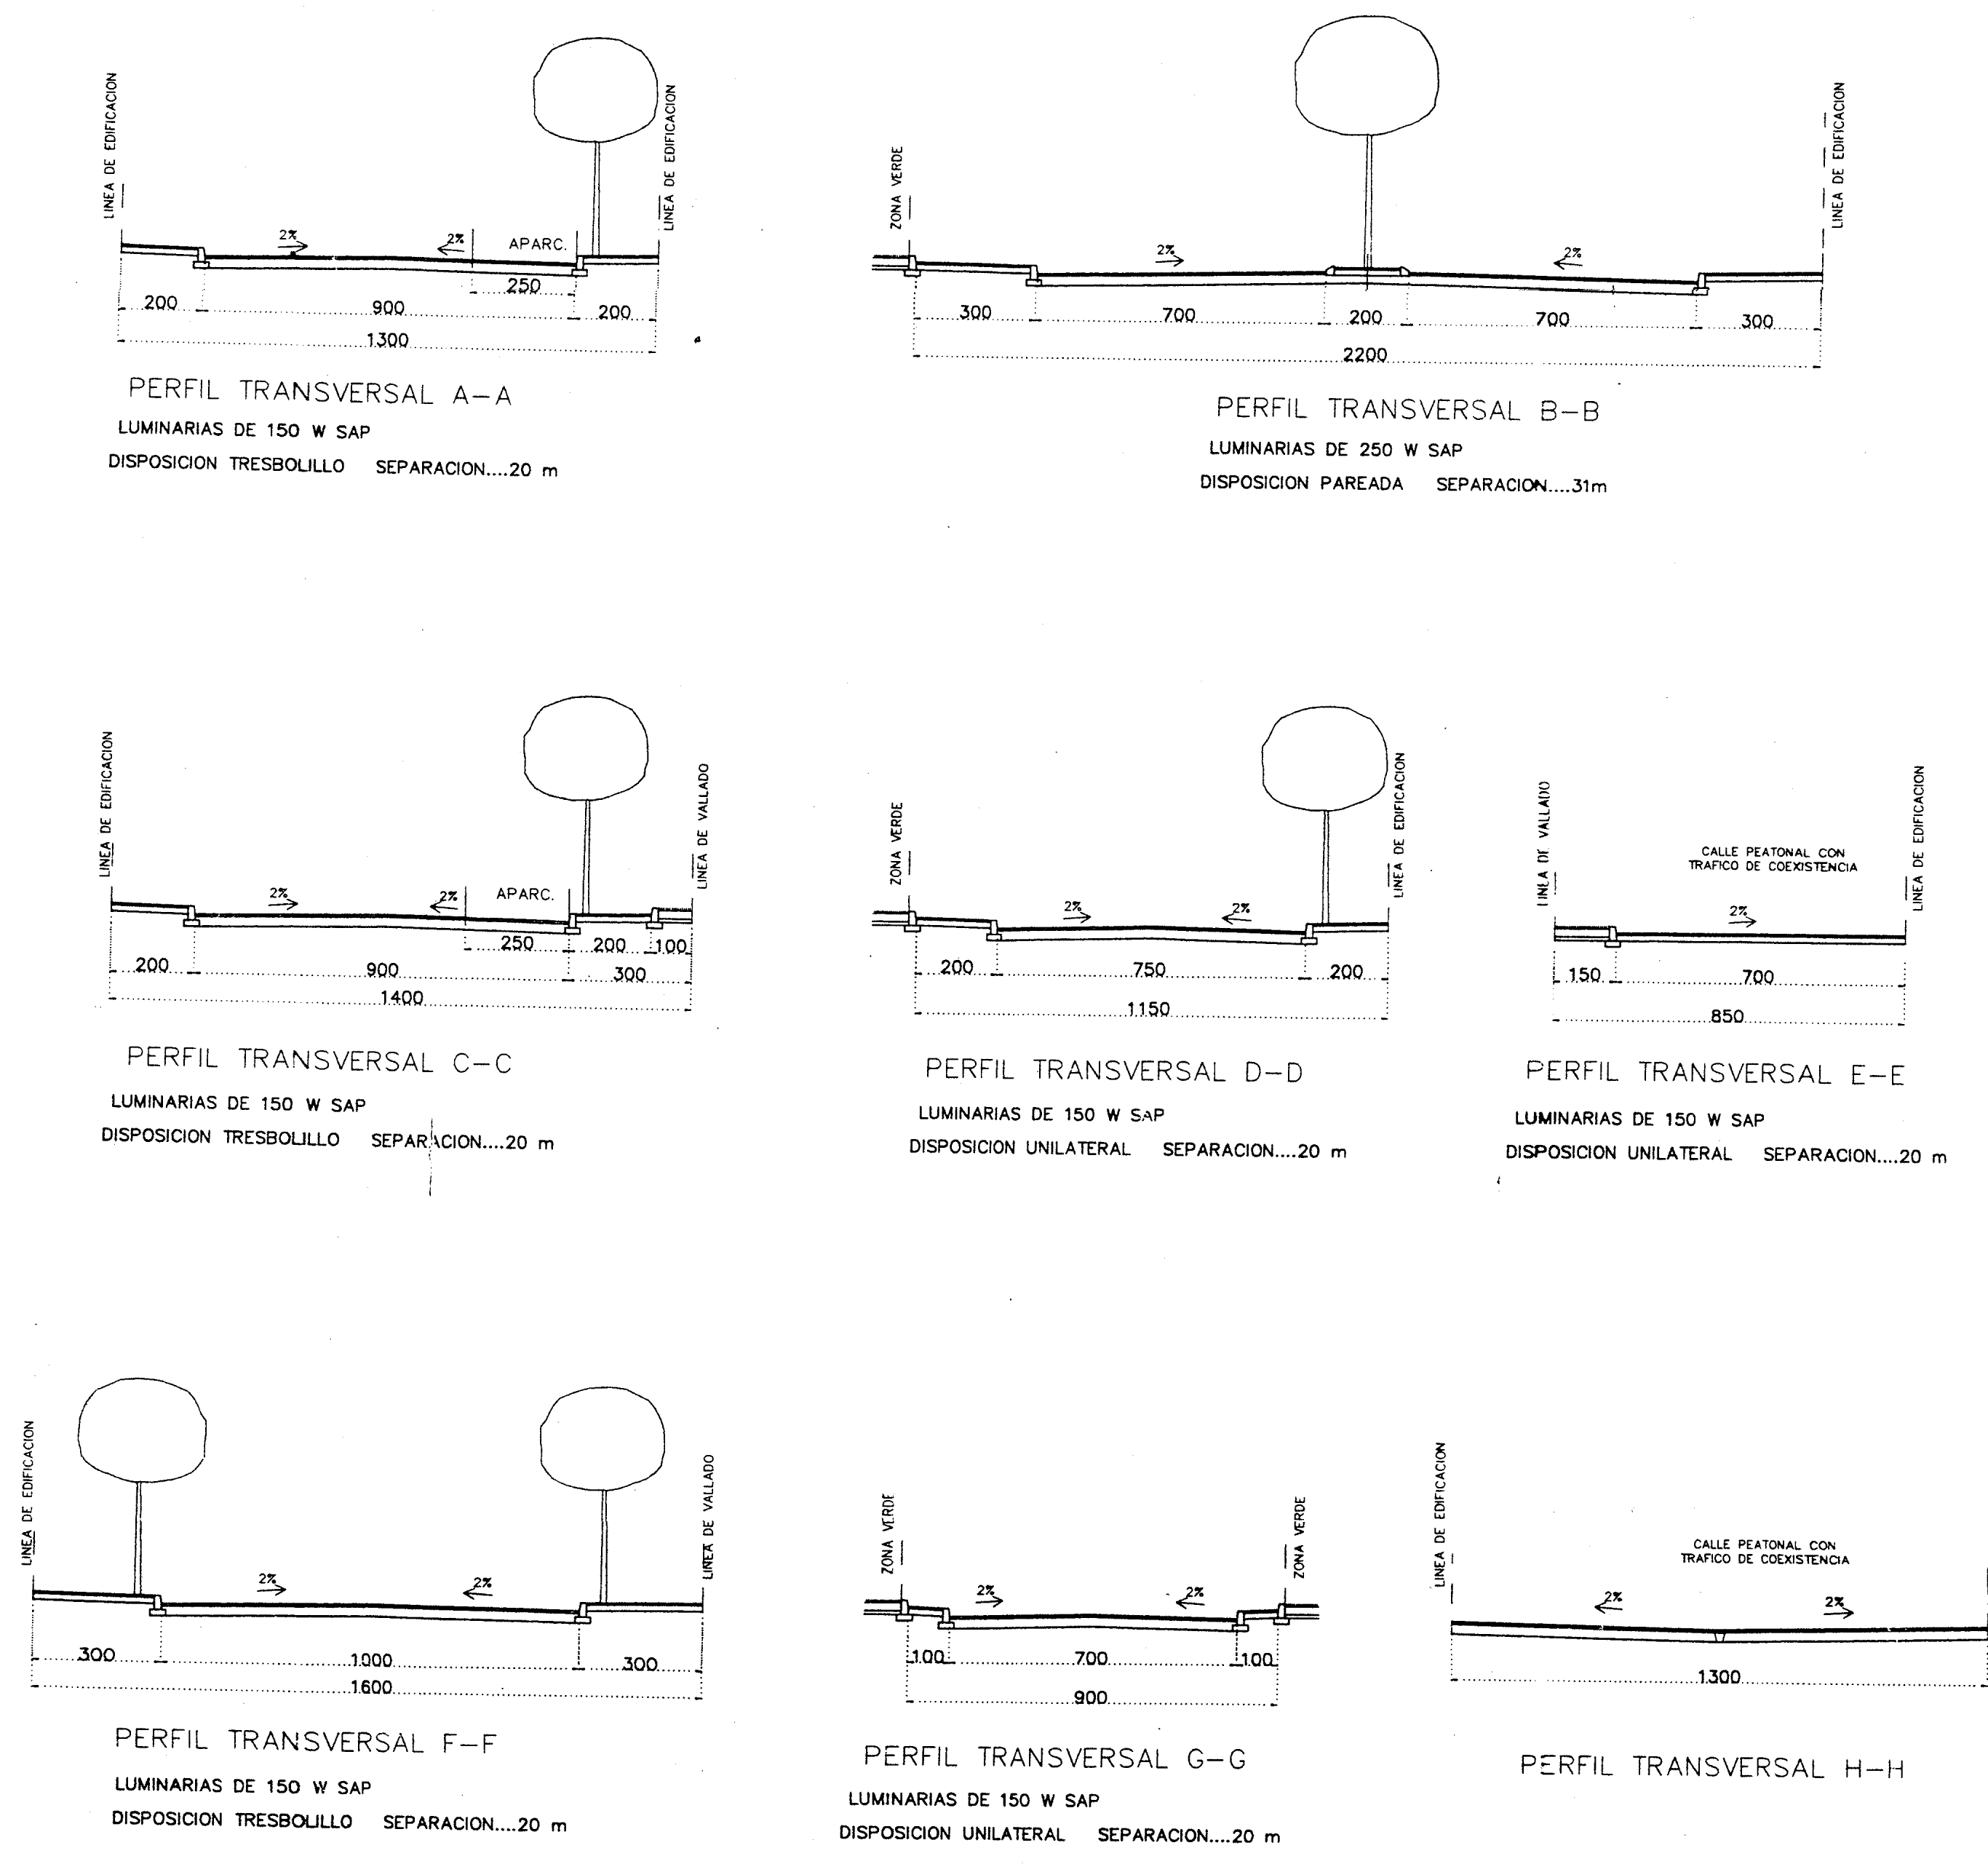 LINEA DE EDIFICACION
LINEA DE EDIFICACION
2%
2%
APARC.
250
200
900
200
1300
PERFIL TRANSVERSAL A-A
LUMINARIAS DE 150 W SAP
DISPOSICION TRESBOLILLO SEPARACION....20 m
ZONA VERDE
LINEA DE EDIFICACION
2%
2%
300
700
200
700
300
2200
PERFIL TRANSVERSAL B-B
LUMINARIAS DE 250 W SAP
DISPOSICION PAREADA SEPARACION....31m
LINEA DE EDIFICACION
LINEA DE VALLADO
2%
2%
APARC.
250
200
100
200
900
300
1400
PERFIL TRANSVERSAL C-C
LUMINARIAS DE 150 W SAP
DISPOSICION TRESBOLILLO SEPARACION....20 m
ZONA VERDE
LINEA DE EDIFICACION
2%
2%
200
750
200
1150
PERFIL TRANSVERSAL D-D
LUMINARIAS DE 150 W SAP
DISPOSICION UNILATERAL SEPARACION....20 m
LINEA DE VALLADO
LINEA DE EDIFICACION
CALLE PEATONAL CON
TRAFICO DE COEXISTENCIA
2%
150
700
850
PERFIL TRANSVERSAL E-E
LUMINARIAS DE 150 W SAP
DISPOSICION UNILATERAL SEPARACION....20 m
LINEA DE EDIFICACION
LINEA DE VALLADO
2%
2%
300
1000
300
1600
PERFIL TRANSVERSAL F-F
LUMINARIAS DE 150 W SAP
DISPOSICION TRESBOLILLO SEPARACION....20 m
ZONA VERDE
ZONA VERDE
2%
2%
100
700
100
900
PERFIL TRANSVERSAL G-G
LUMINARIAS DE 150 W SAP
DISPOSICION UNILATERAL SEPARACION....20 m
LINEA DE EDIFICACION
CALLE PEATONAL CON
TRAFICO DE COEXISTENCIA
2%
2%
1300
PERFIL TRANSVERSAL H-H